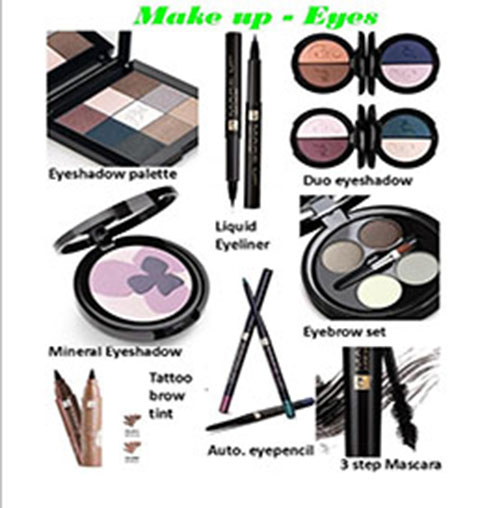 Make up - Eyes
Eyeshadow palette
Liquid
Eyeliner
Duo eyeshadow
Mineral Eyeshadow
Eyebrow set
Tattoo
brow
tint
Auto. eyepencil
3 step Mascara